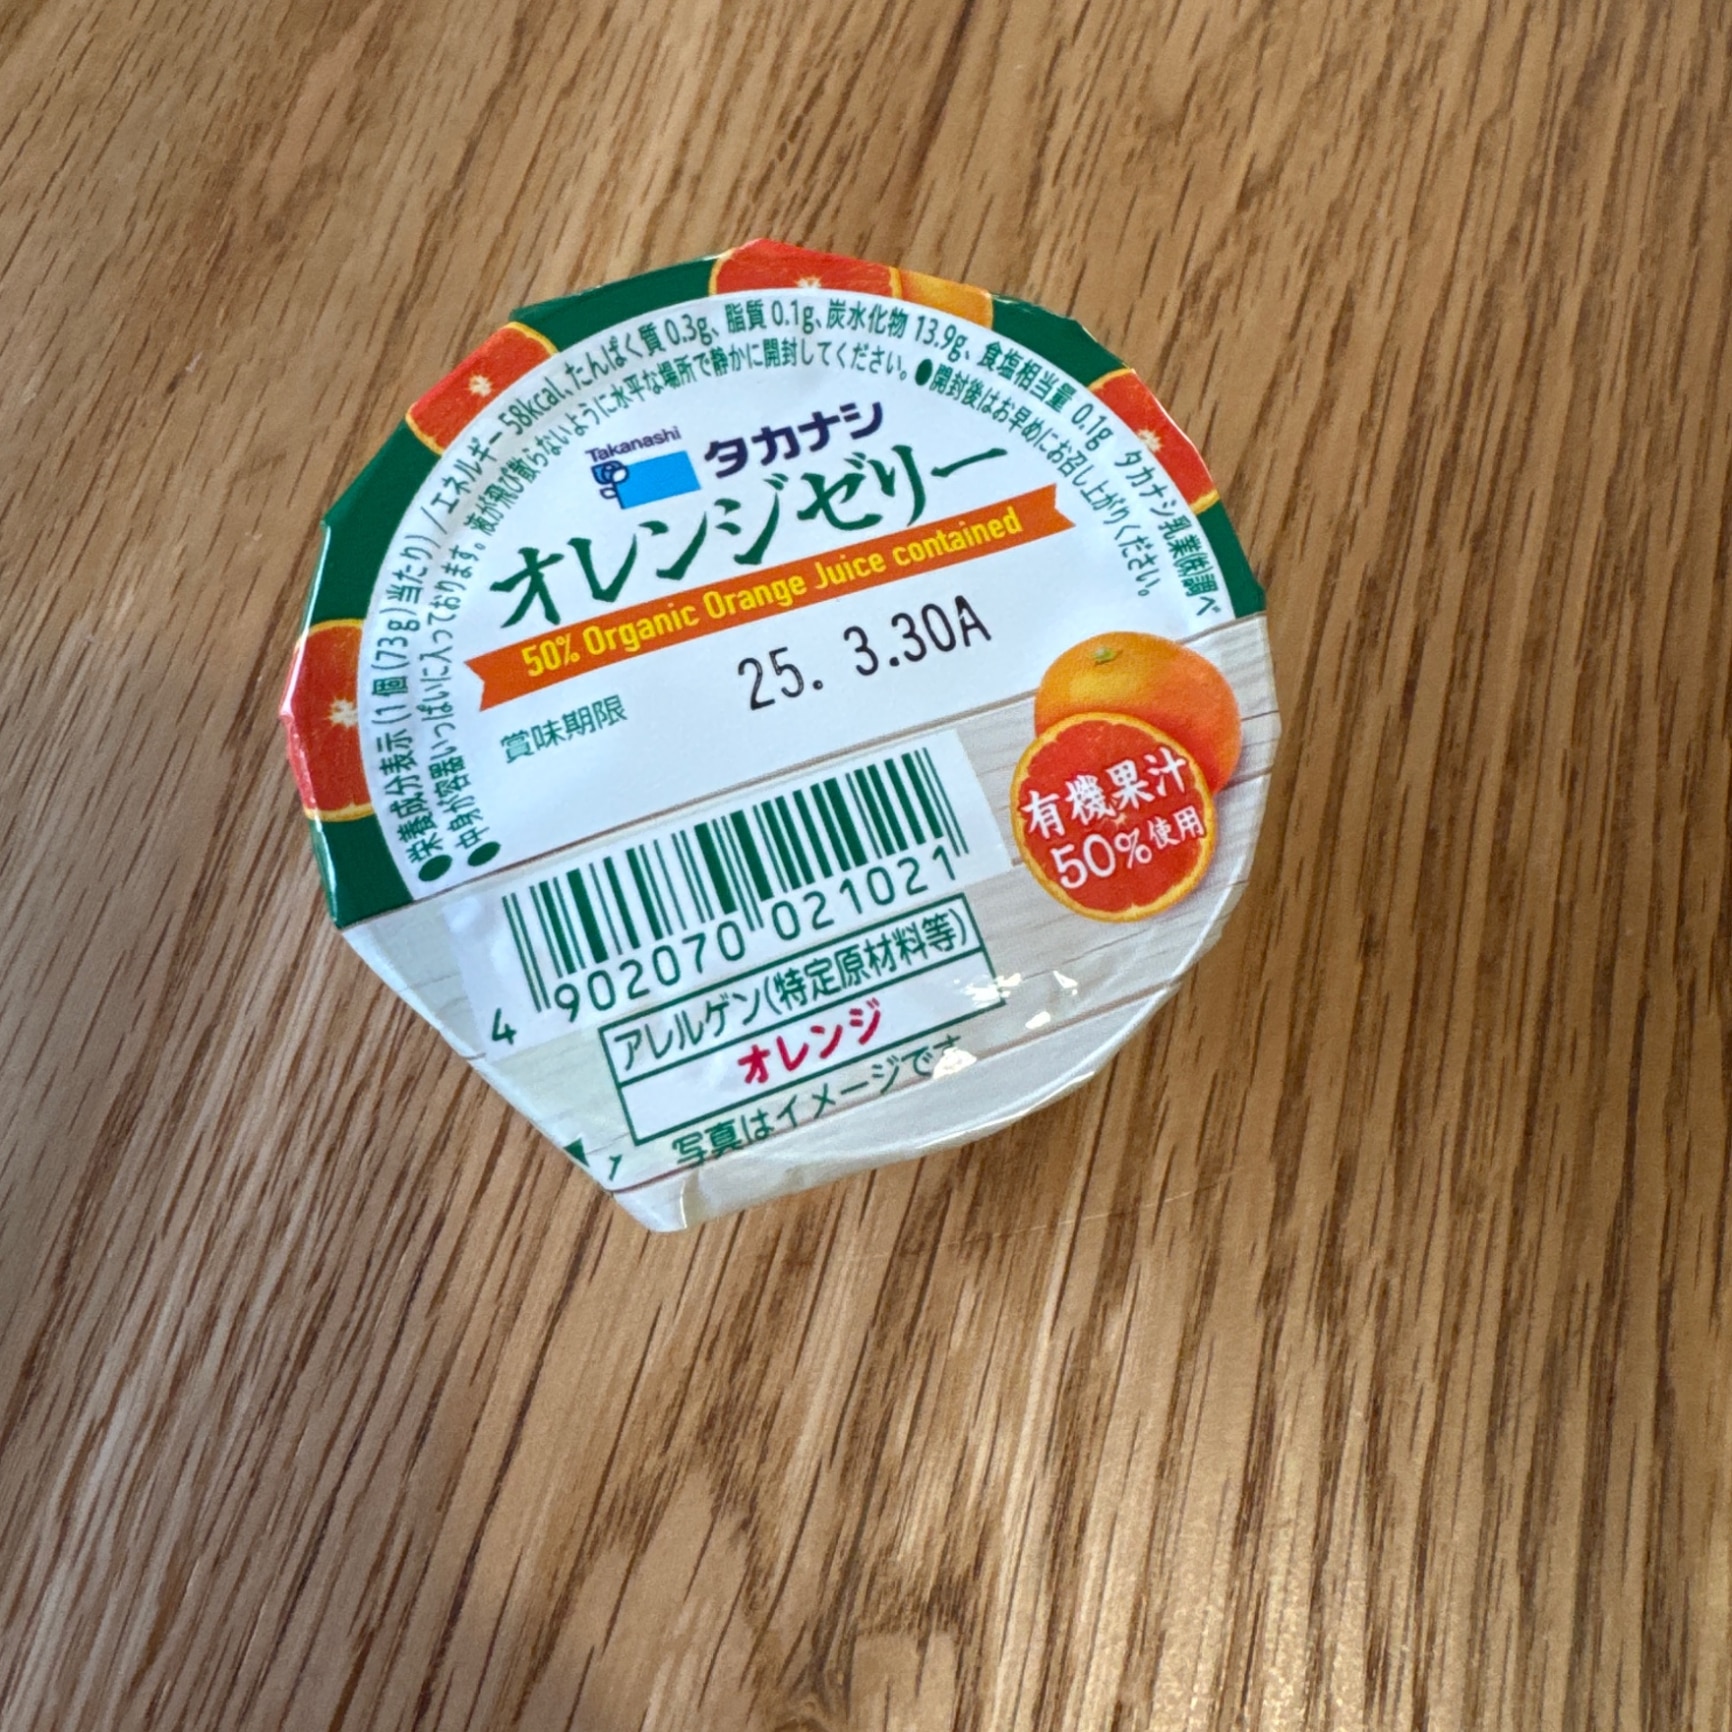 ●栄養成分表示(1個(73g)当たり)/エネルギー 58kcal、たんぱく質 0.3g、脂質 0.1g、炭水化物 13.9g、食塩相当量 0.1g タカナシ乳業㈱調べ
●中身が容器いっぱいに入っております。液が飛び散らないように水平な場所で静かに開封してください。●開封後はお早めにお召し上がりください。
Takanashi タカナシ
オレンジゼリー
50% Organic Orange Juice contained
25. 3.30A
賞味期限
有機果汁
50%使用
4 902070 021021
アレルゲン(特定原材料等)
オレンジ
写真はイメージです